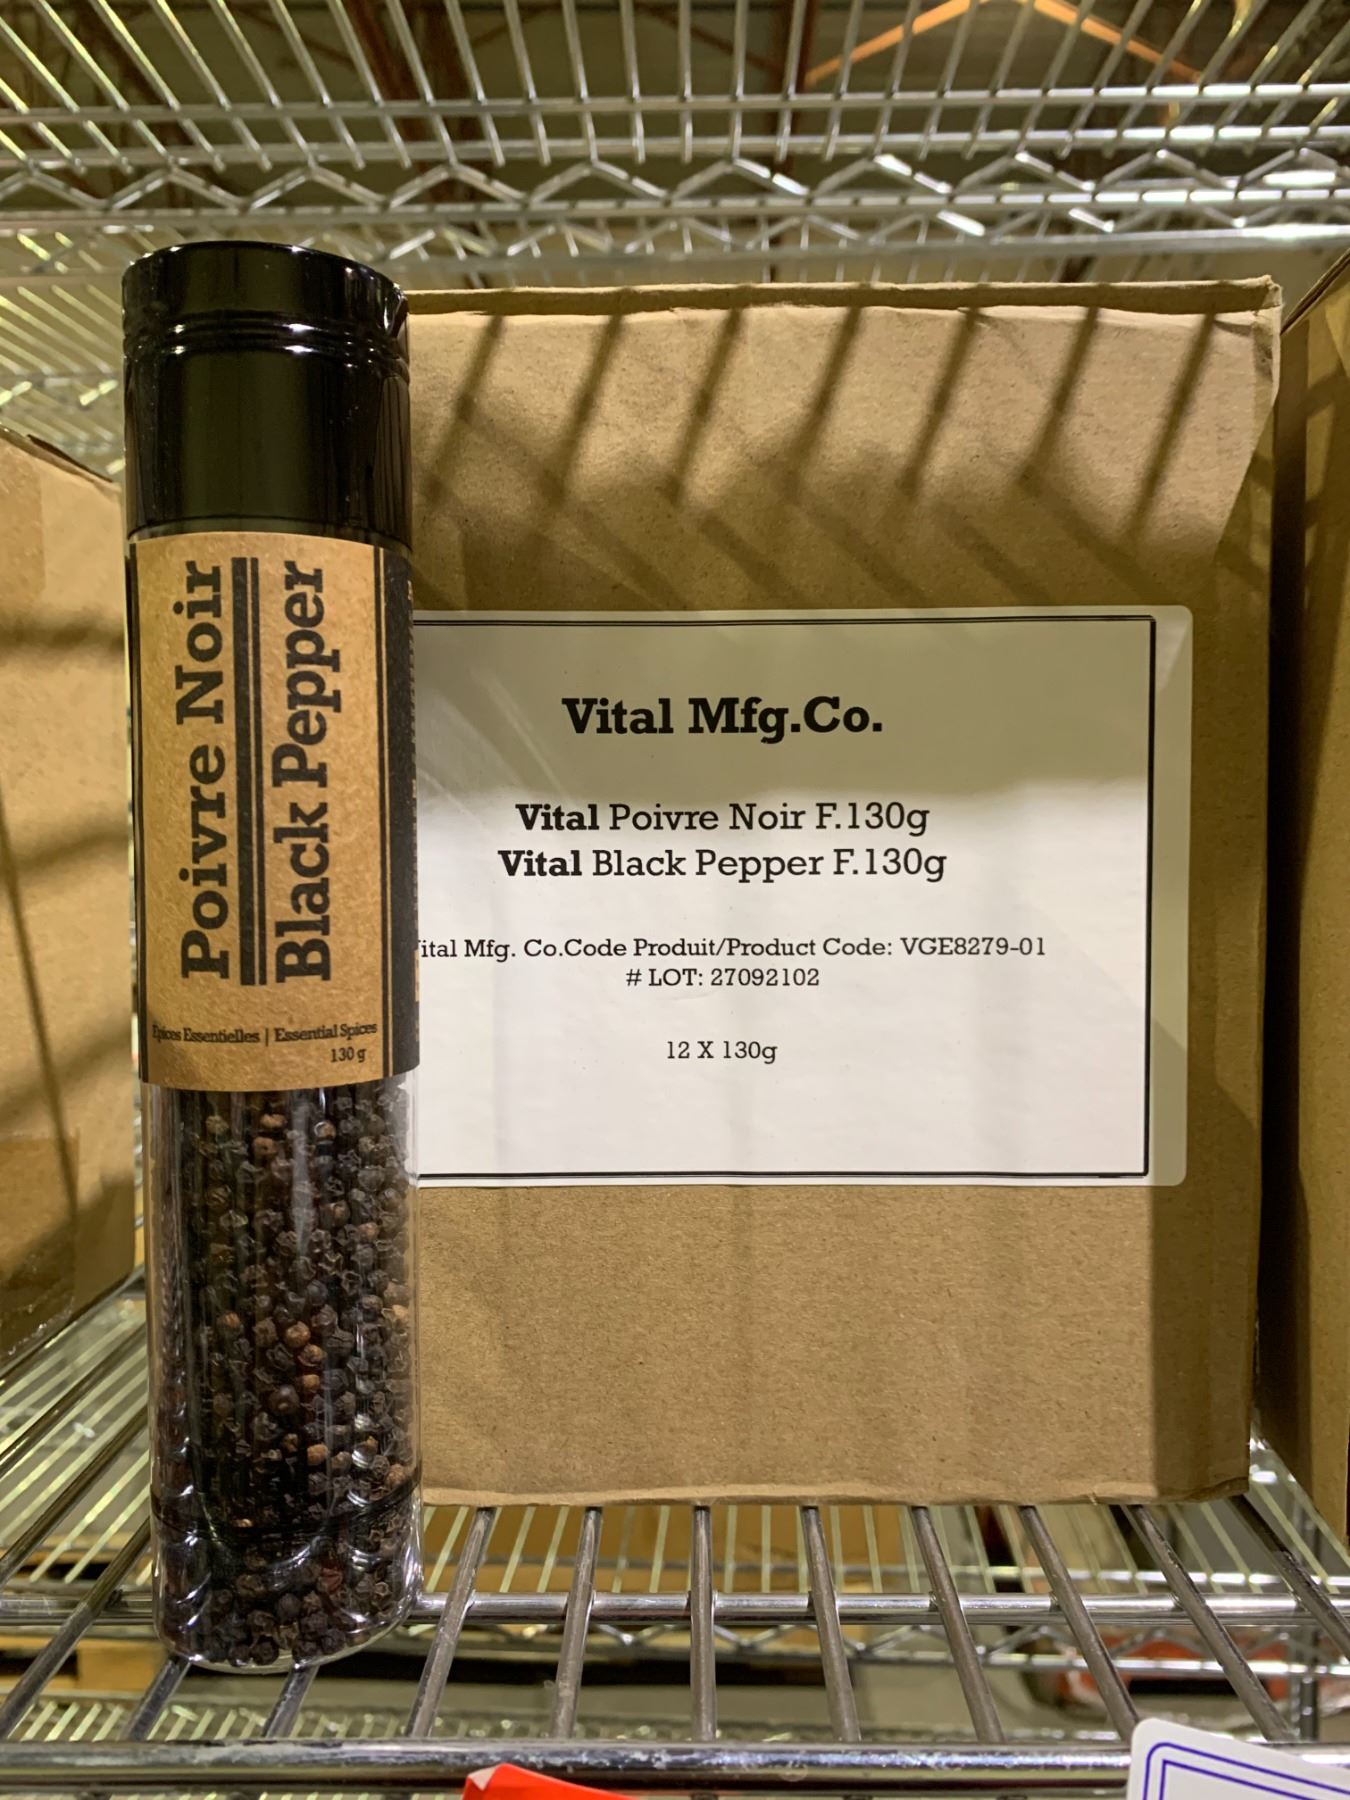 Poivre Noir
Black Pepper
Épices Essentielles | Essential Spices
130 g
Vital Mfg.Co.
Vital Poivre Noir F.130g
Vital Black Pepper F.130g
ital Mfg. Co.Code Produit/Product Code: VGE8279-01
# LOT: 27092102
12 X 130g